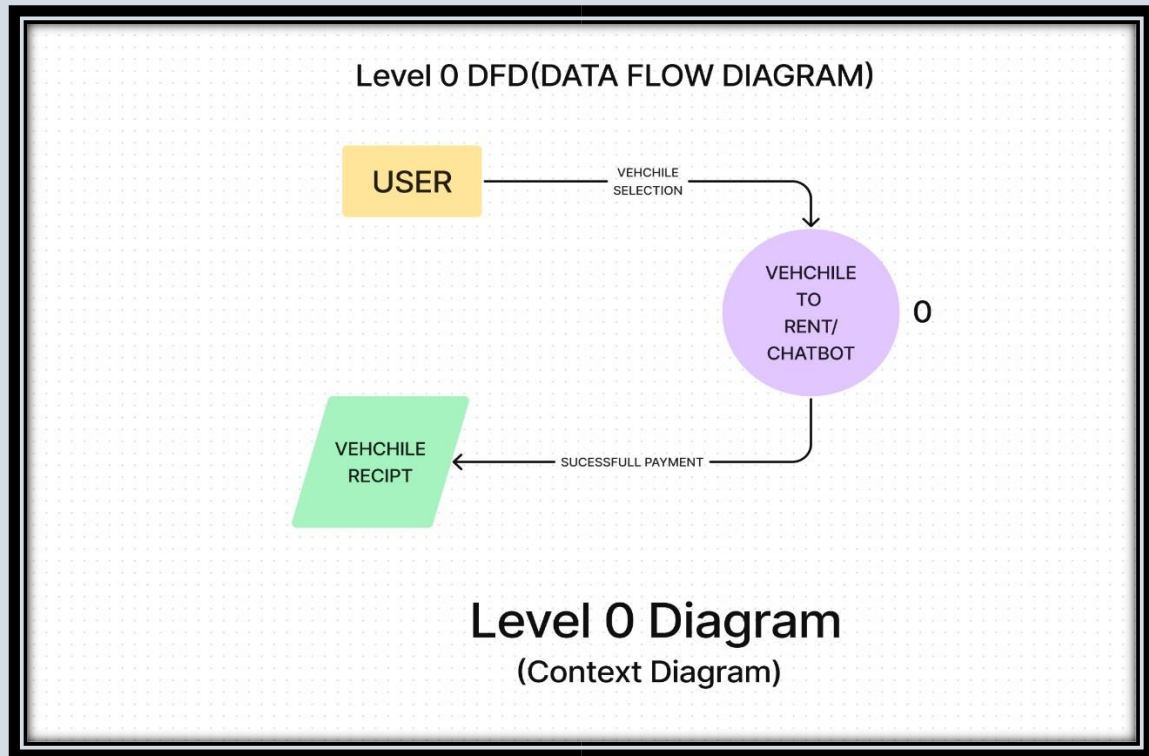 Level 0 DFD(DATA FLOW DIAGRAM)
USER
VEHCHILE
SELECTION
VEHCHILE
TO
RENT/
CHATBOT
0
VEHCHILE
RECIPT
SUCESSFULL PAYMENT
Level 0 Diagram
(Context Diagram)